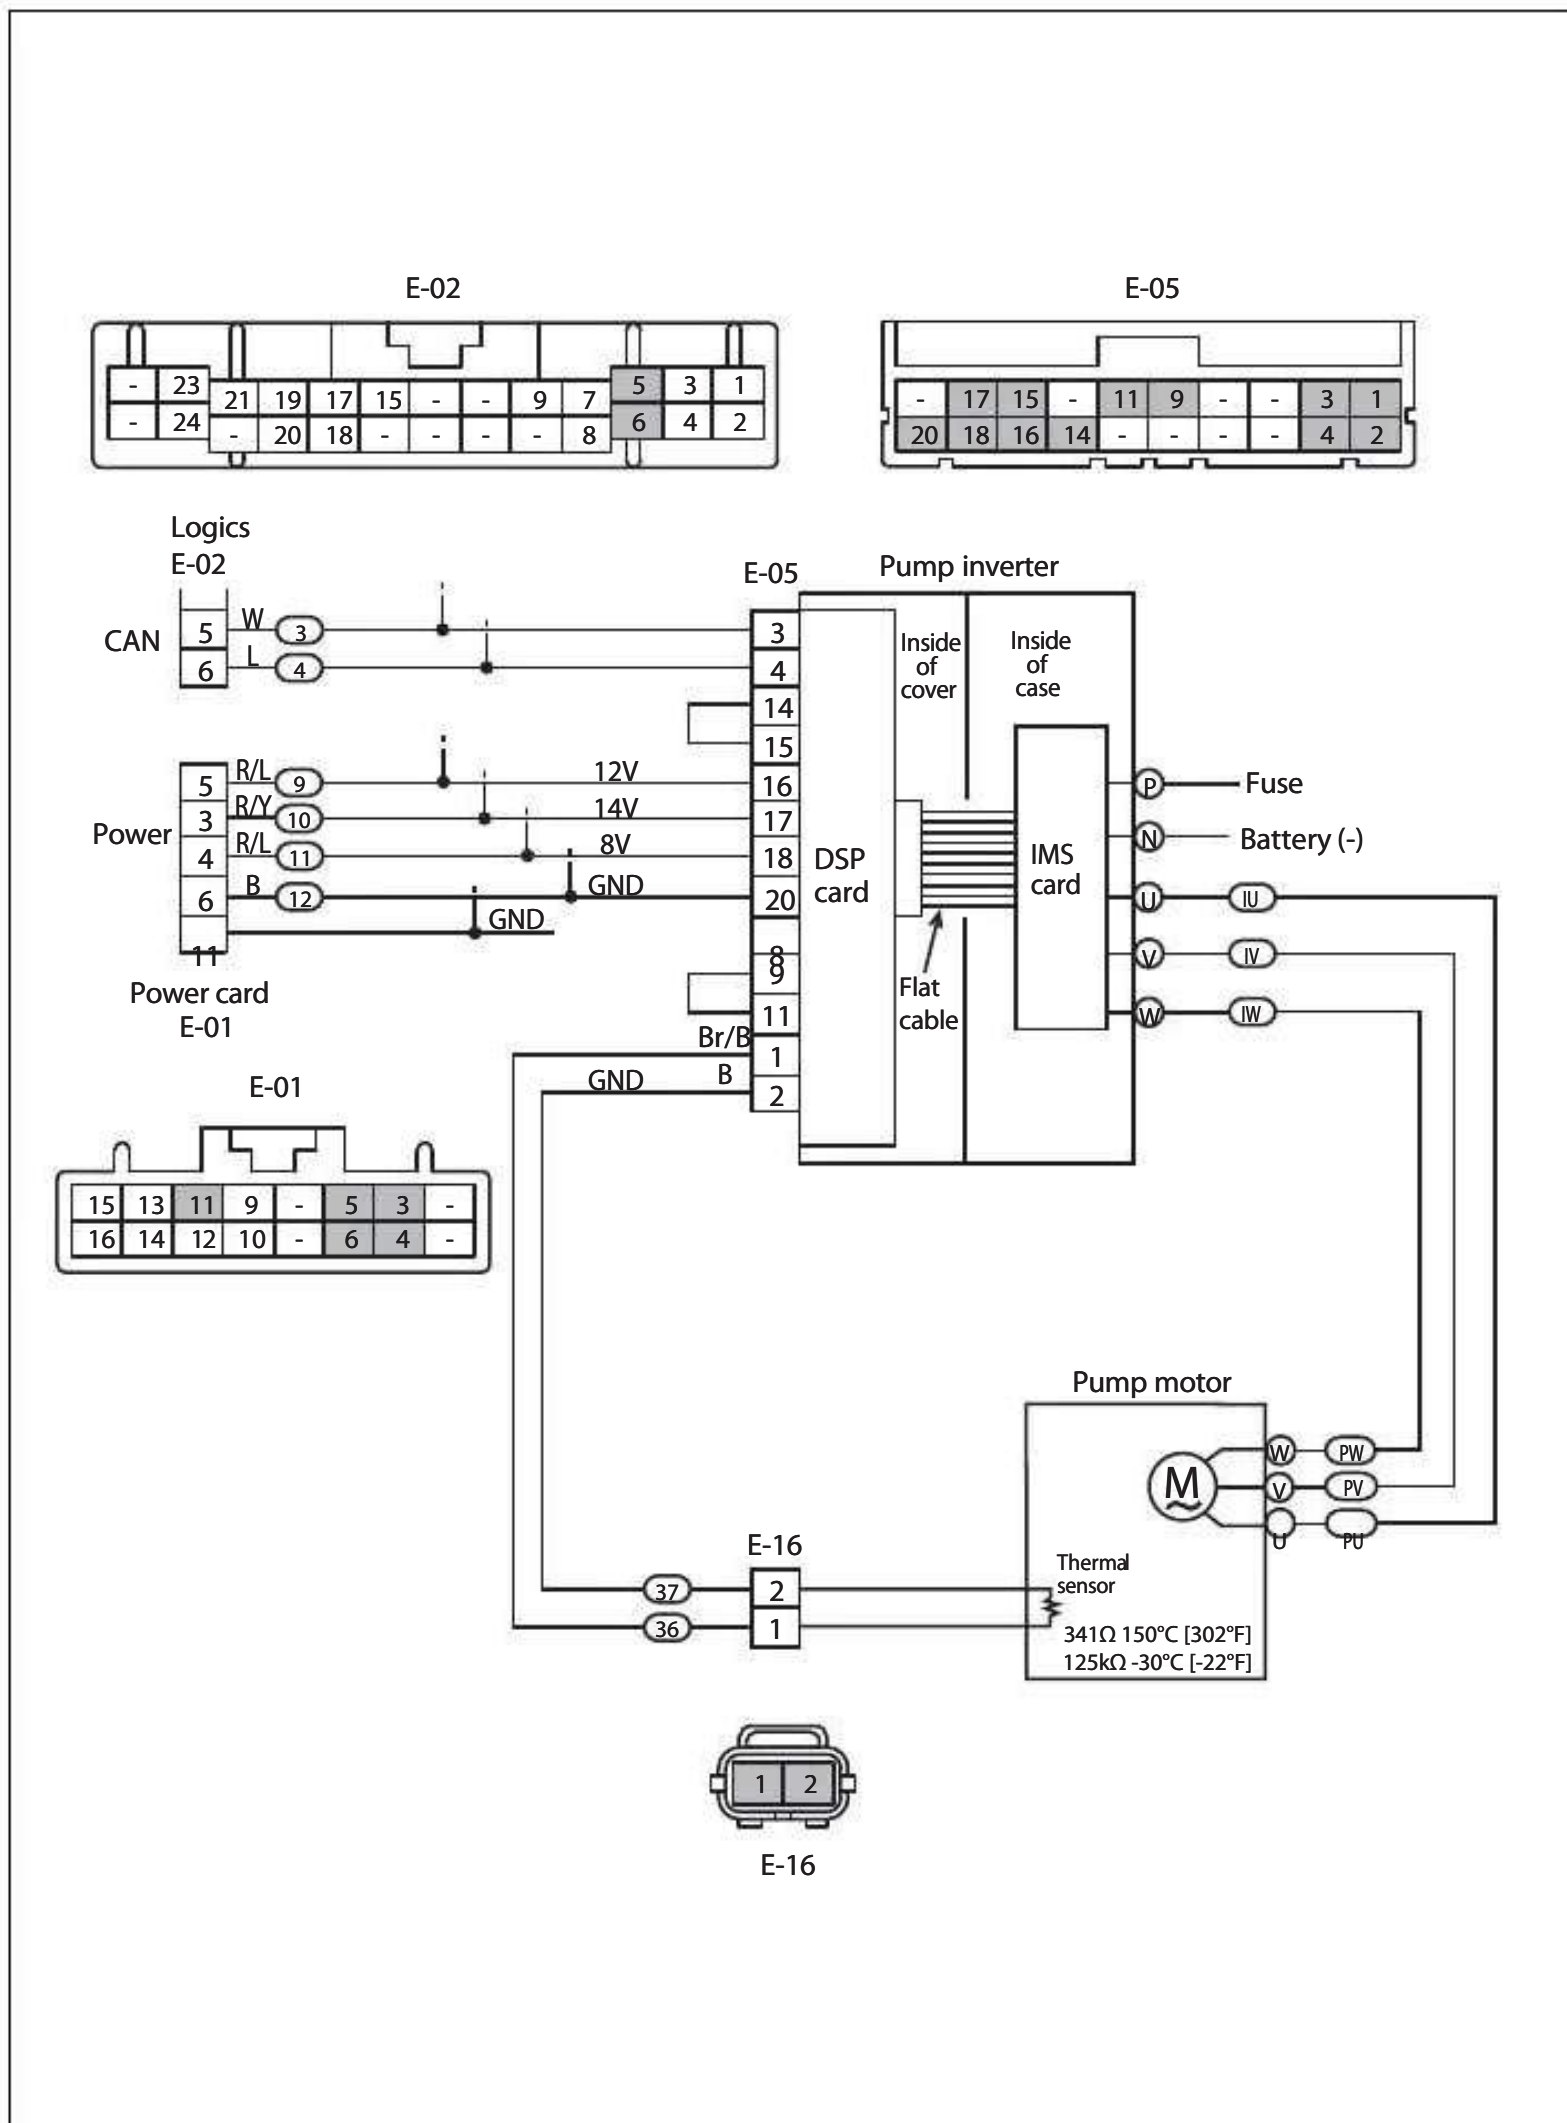 E-02
E-05
- 23 21 19 17 15 - - 9 7 5 3 1
- 24 - 20 18 - - - - 8 6 4 2
- 17 15 - 11 9 - - 3 1
20 18 16 14 - - - - 4 2
Logics
E-02
E-05
Pump inverter
CAN
5 W 3
3
6 L 4
4
Inside
of
cover
Inside
of
case
14
15
Power
5 R/L 9 12V 16
3 R/Y 10 14V 17
4 R/L 11 8V 18
6 B 12 GND 20
11 GND
8
9
11
Br/B 1
GND B 2
DSP
card
IMS
card
P Fuse
N Battery (-)
U IU
V IV
W IW
Flat
cable
Power card
E-01
E-01
15 13 11 9 - 5 3 -
16 14 12 10 - 6 4 -
Pump motor
M
W PW
V PV
U PU
E-16
37 2
36 1
Thermal
sensor
341Ω 150°C [302°F]
125kΩ -30°C [-22°F]
1 2
E-16